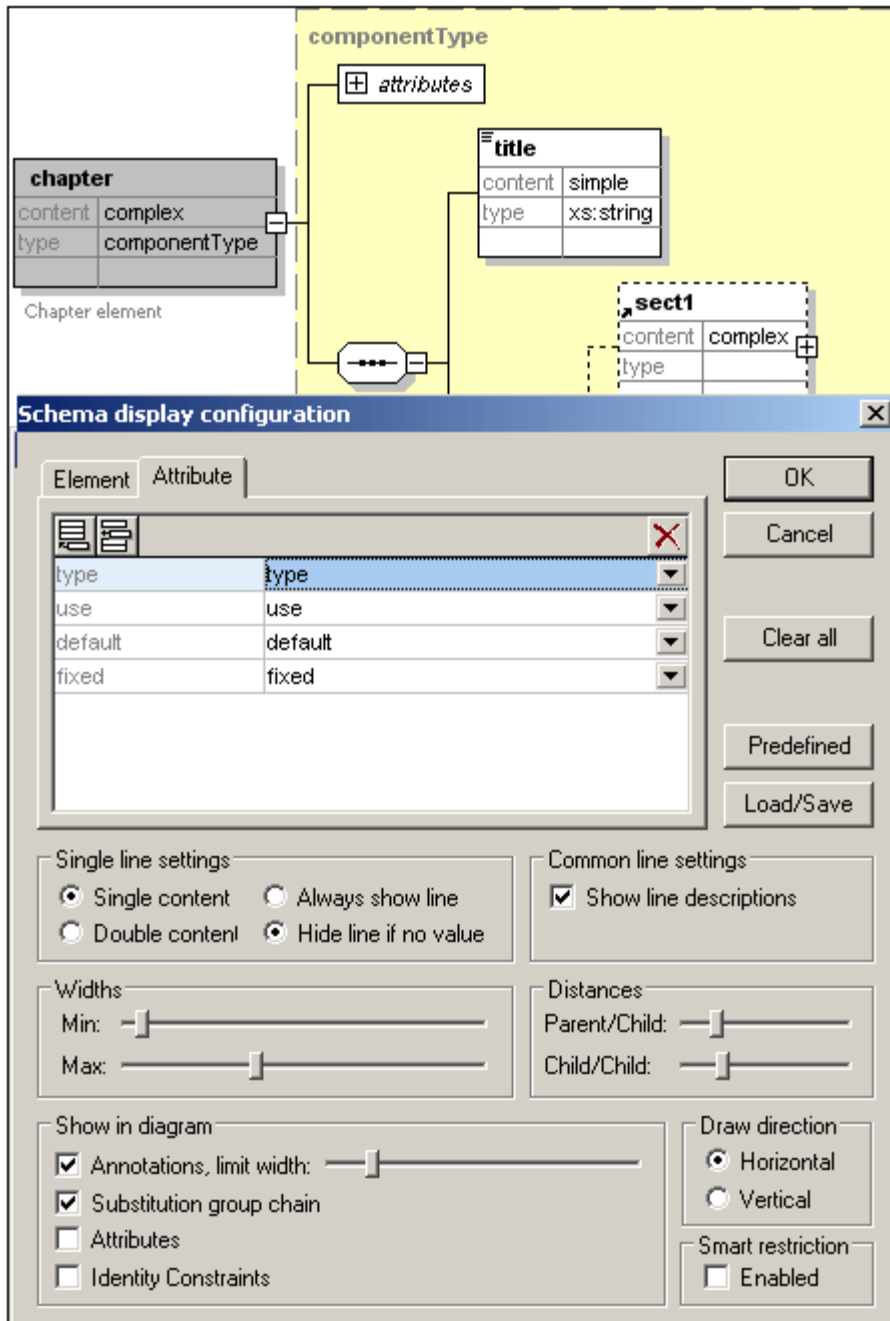 componentType
attributes
title
content simple
type xs:string
chapter
content complex
type componentType
Chapter element
sect1
content complex
type
Schema display configuration
Element Attribute
OK
Cancel
type type
use use
default default
fixed fixed
Clear all
Predefined
Load/Save
Single line settings
Single content Always show line
Double content Hide line if no value
Common line settings
Show line descriptions
Widths
Min:
Max:
Distances
Parent/Child:
Child/Child:
Show in diagram
Annotations, limit width:
Substitution group chain
Attributes
Identity Constraints
Draw direction
Horizontal
Vertical
Smart restriction
Enabled